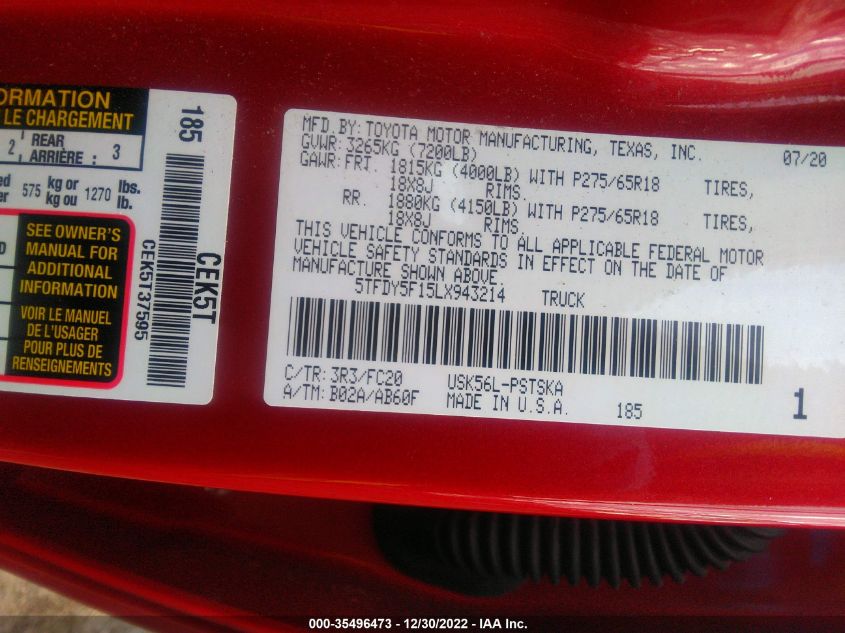 ORMATION
LE CHARGEMENT
2 REAR ARRIÈRE : 3
575 kg or kg ou 1270 lbs. lb.
SEE OWNER'S
MANUAL FOR
ADDITIONAL
INFORMATION
VOIR LE MANUEL
DE L'USAGER
POUR PLUS DE
RENSEIGNEMENTS
185
CEK5T37595
CEK5T
MFD.BY: TOYOTA MOTOR MANUFACTURING, TEXAS, INC. 07/20
GVWR: 3265KG (7200LB)
GAWR: FRT. 1815KG (4000LB) WITH P275/65R18 TIRES,
18X8J RIMS.
RR. 1880KG (4150LB) WITH P275/65R18 TIRES,
18X8J RIMS.
THIS VEHICLE CONFORMS TO ALL APPLICABLE FEDERAL MOTOR
VEHICLE SAFETY STANDARDS IN EFFECT ON THE DATE OF
MANUFACTURE SHOWN ABOVE.
5TFDY5F15LX943214 TRUCK
C/TR: 3R3/FC20 USK56L-PSTSKA
A/TM: B02A/AB60F MADE IN U.S.A. 185 1
000-35496473 - 12/30/2022 - IAA Inc.